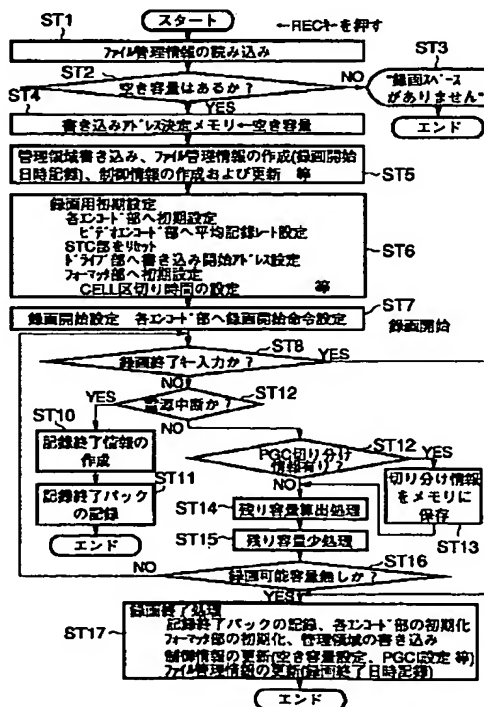 スタート
←RECキーを押す
ST1
ファイル管理情報の読み込み
ST2
空き容量はあるか?
NO
ST3
"録画スペース
がありません"
エンド
YES
ST4
書き込みアドレス決定メモリ←空き容量
管理領域書き込み、ファイル管理情報の作成(録画開始
日時記録)、制御情報の作成および更新 等
ST5
録画用初期設定
各エンコード部へ初期設定
ビデオエンコード部へ平均記録レート設定
STC部をリセット
ドライブ部へ書き込み開始アドレス設定
フォーマッタ部へ初期設定
CELL区切り時間の設定 等
ST6
ST7
録画開始設定 各エンコード部へ録画開始命令設定
録画開始
ST8
録画終了キー入力か?
YES
NO
ST12
電源中断か?
YES
NO
ST10
記録終了情報の
作成
ST11
記録終了パック
の記録
エンド
ST12
PGC切り分け
情報有り?
YES
NO
切り分け情報
をメモリに
保存
ST13
ST14
残り容量算出処理
ST15
残り容量少処理
ST16
録画可能容量無しか?
NO
YES
ST17
録画終了処理
記録終了パックの記録、各エンコード部の初期化
フォーマッタ部の初期化、管理領域の書き込み
制御情報の更新(空き容量設定、PGCI設定 等)
ファイル管理情報の更新(録画終了日時記録)
エンド